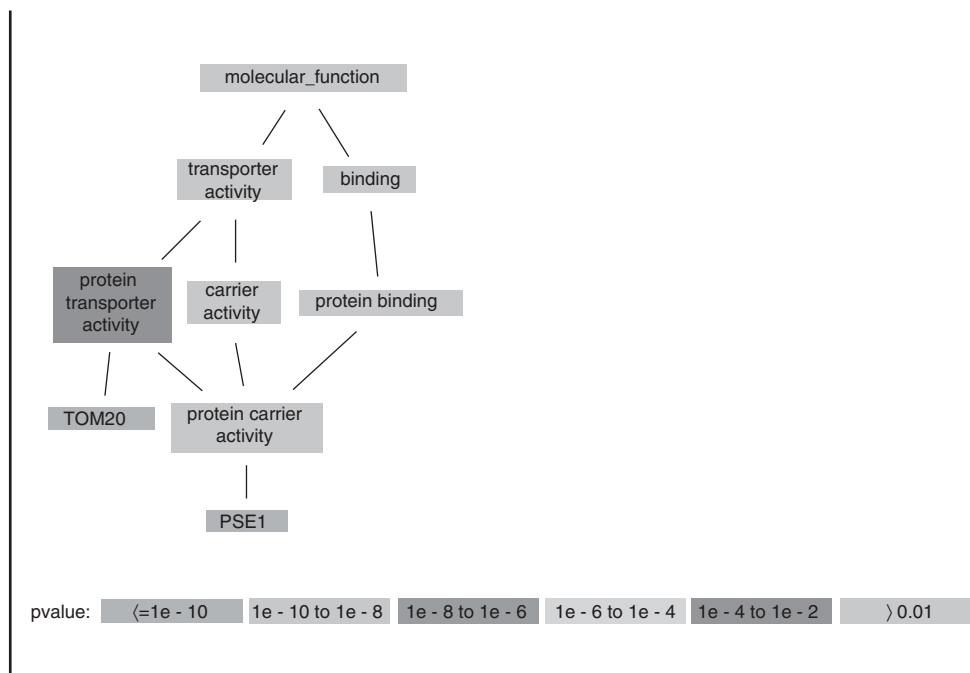 molecular_function
transporter
activity
binding
protein
transporter
activity
carrier
activity
protein binding
TOM20
protein carrier
activity
PSE1
pvalue: ⟨=1e - 10 1e - 10 to 1e - 8 1e - 8 to 1e - 6 1e - 6 to 1e - 4 1e - 4 to 1e - 2 ⟩ 0.01